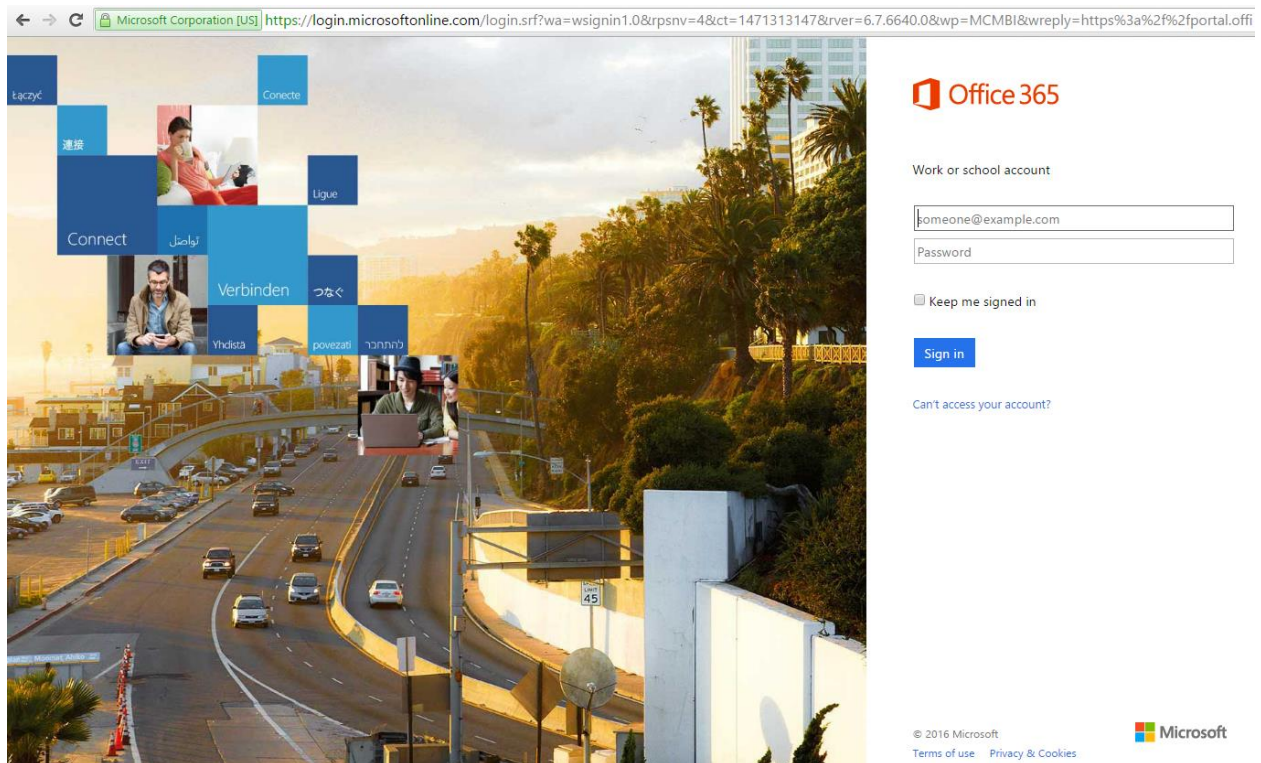 Microsoft Corporation [US] https://login.microsoftonline.com/login.srf?wa=wsignin1.0&rpsnv=4&ct=1471313147&rver=6.7.6640.0&wp=MCMBI&wreply=https%3a%2f%2fportal.offi
Łączyć
Conecte
連接
Ligue
Connect
تواصل
Verbinden
つなぐ
Yhdistä
povezati
להתחבר
EXIT
LIMIT
45
Office 365
Work or school account
someone@example.com
Password
Keep me signed in
Sign in
Can't access your account?
© 2016 Microsoft
Terms of use Privacy & Cookies
Microsoft